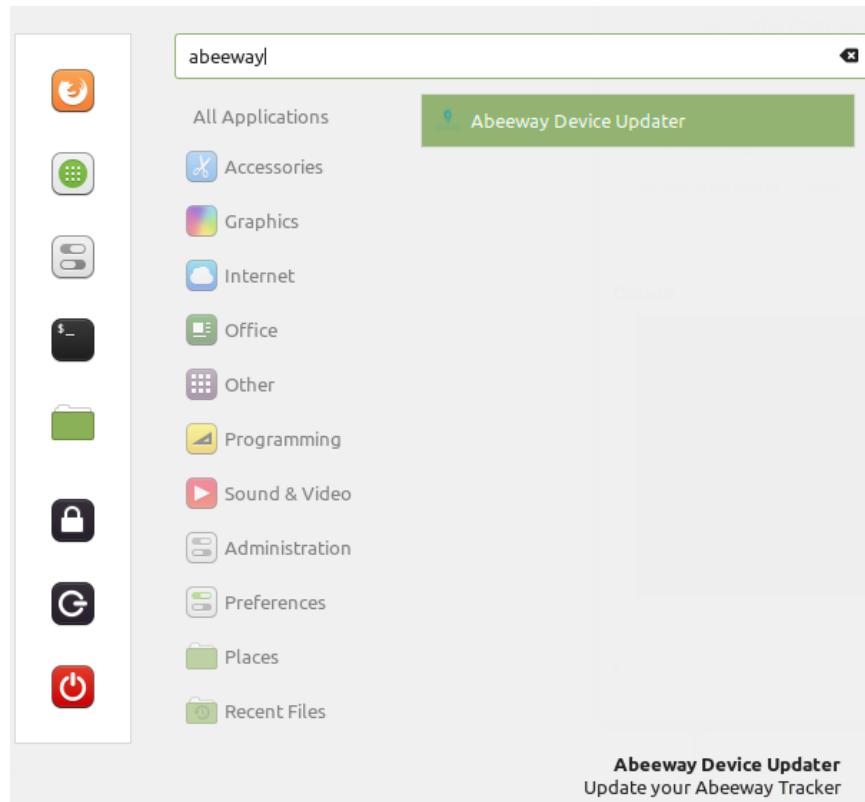 abeeway
All Applications
Abeeway Device Updater
Accessories
Graphics
Internet
Office
Other
Programming
Sound & Video
Administration
Preferences
Places
Recent Files
$_
Abeeway Device Updater
Update your Abeeway Tracker